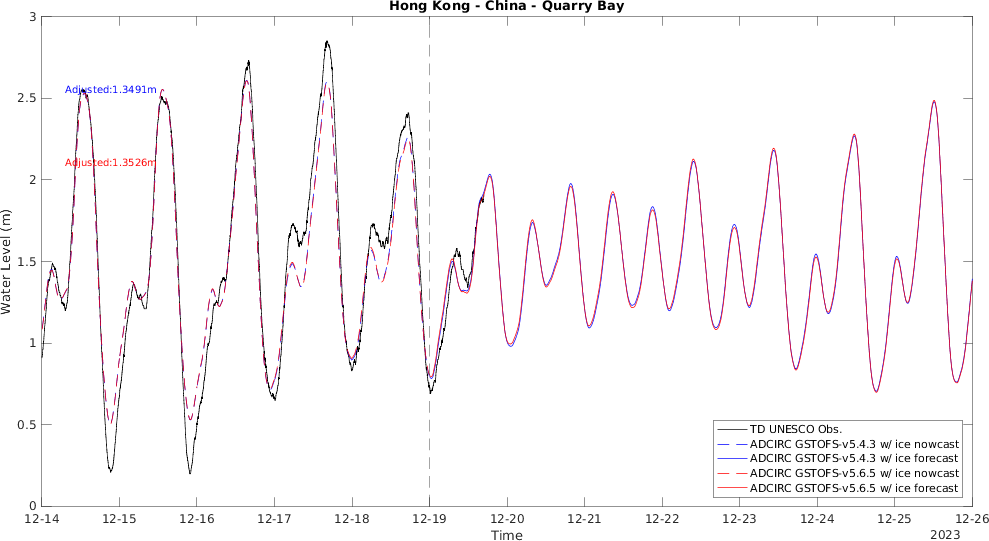 Hong Kong - China - Quarry Bay
3
2.5
2
1.5
1
0.5
0
Water Level (m)
Adjusted:1.3491m
Adjusted:1.3526m
TD UNESCO Obs.
ADCIRC GSTOFS-v5.4.3 w/ ice nowcast
ADCIRC GSTOFS-v5.4.3 w/ ice forecast
ADCIRC GSTOFS-v5.6.5 w/ ice nowcast
ADCIRC GSTOFS-v5.6.5 w/ ice forecast
12-14 12-15 12-16 12-17 12-18 12-19 12-20 12-21 12-22 12-23 12-24 12-25 12-26
Time
2023